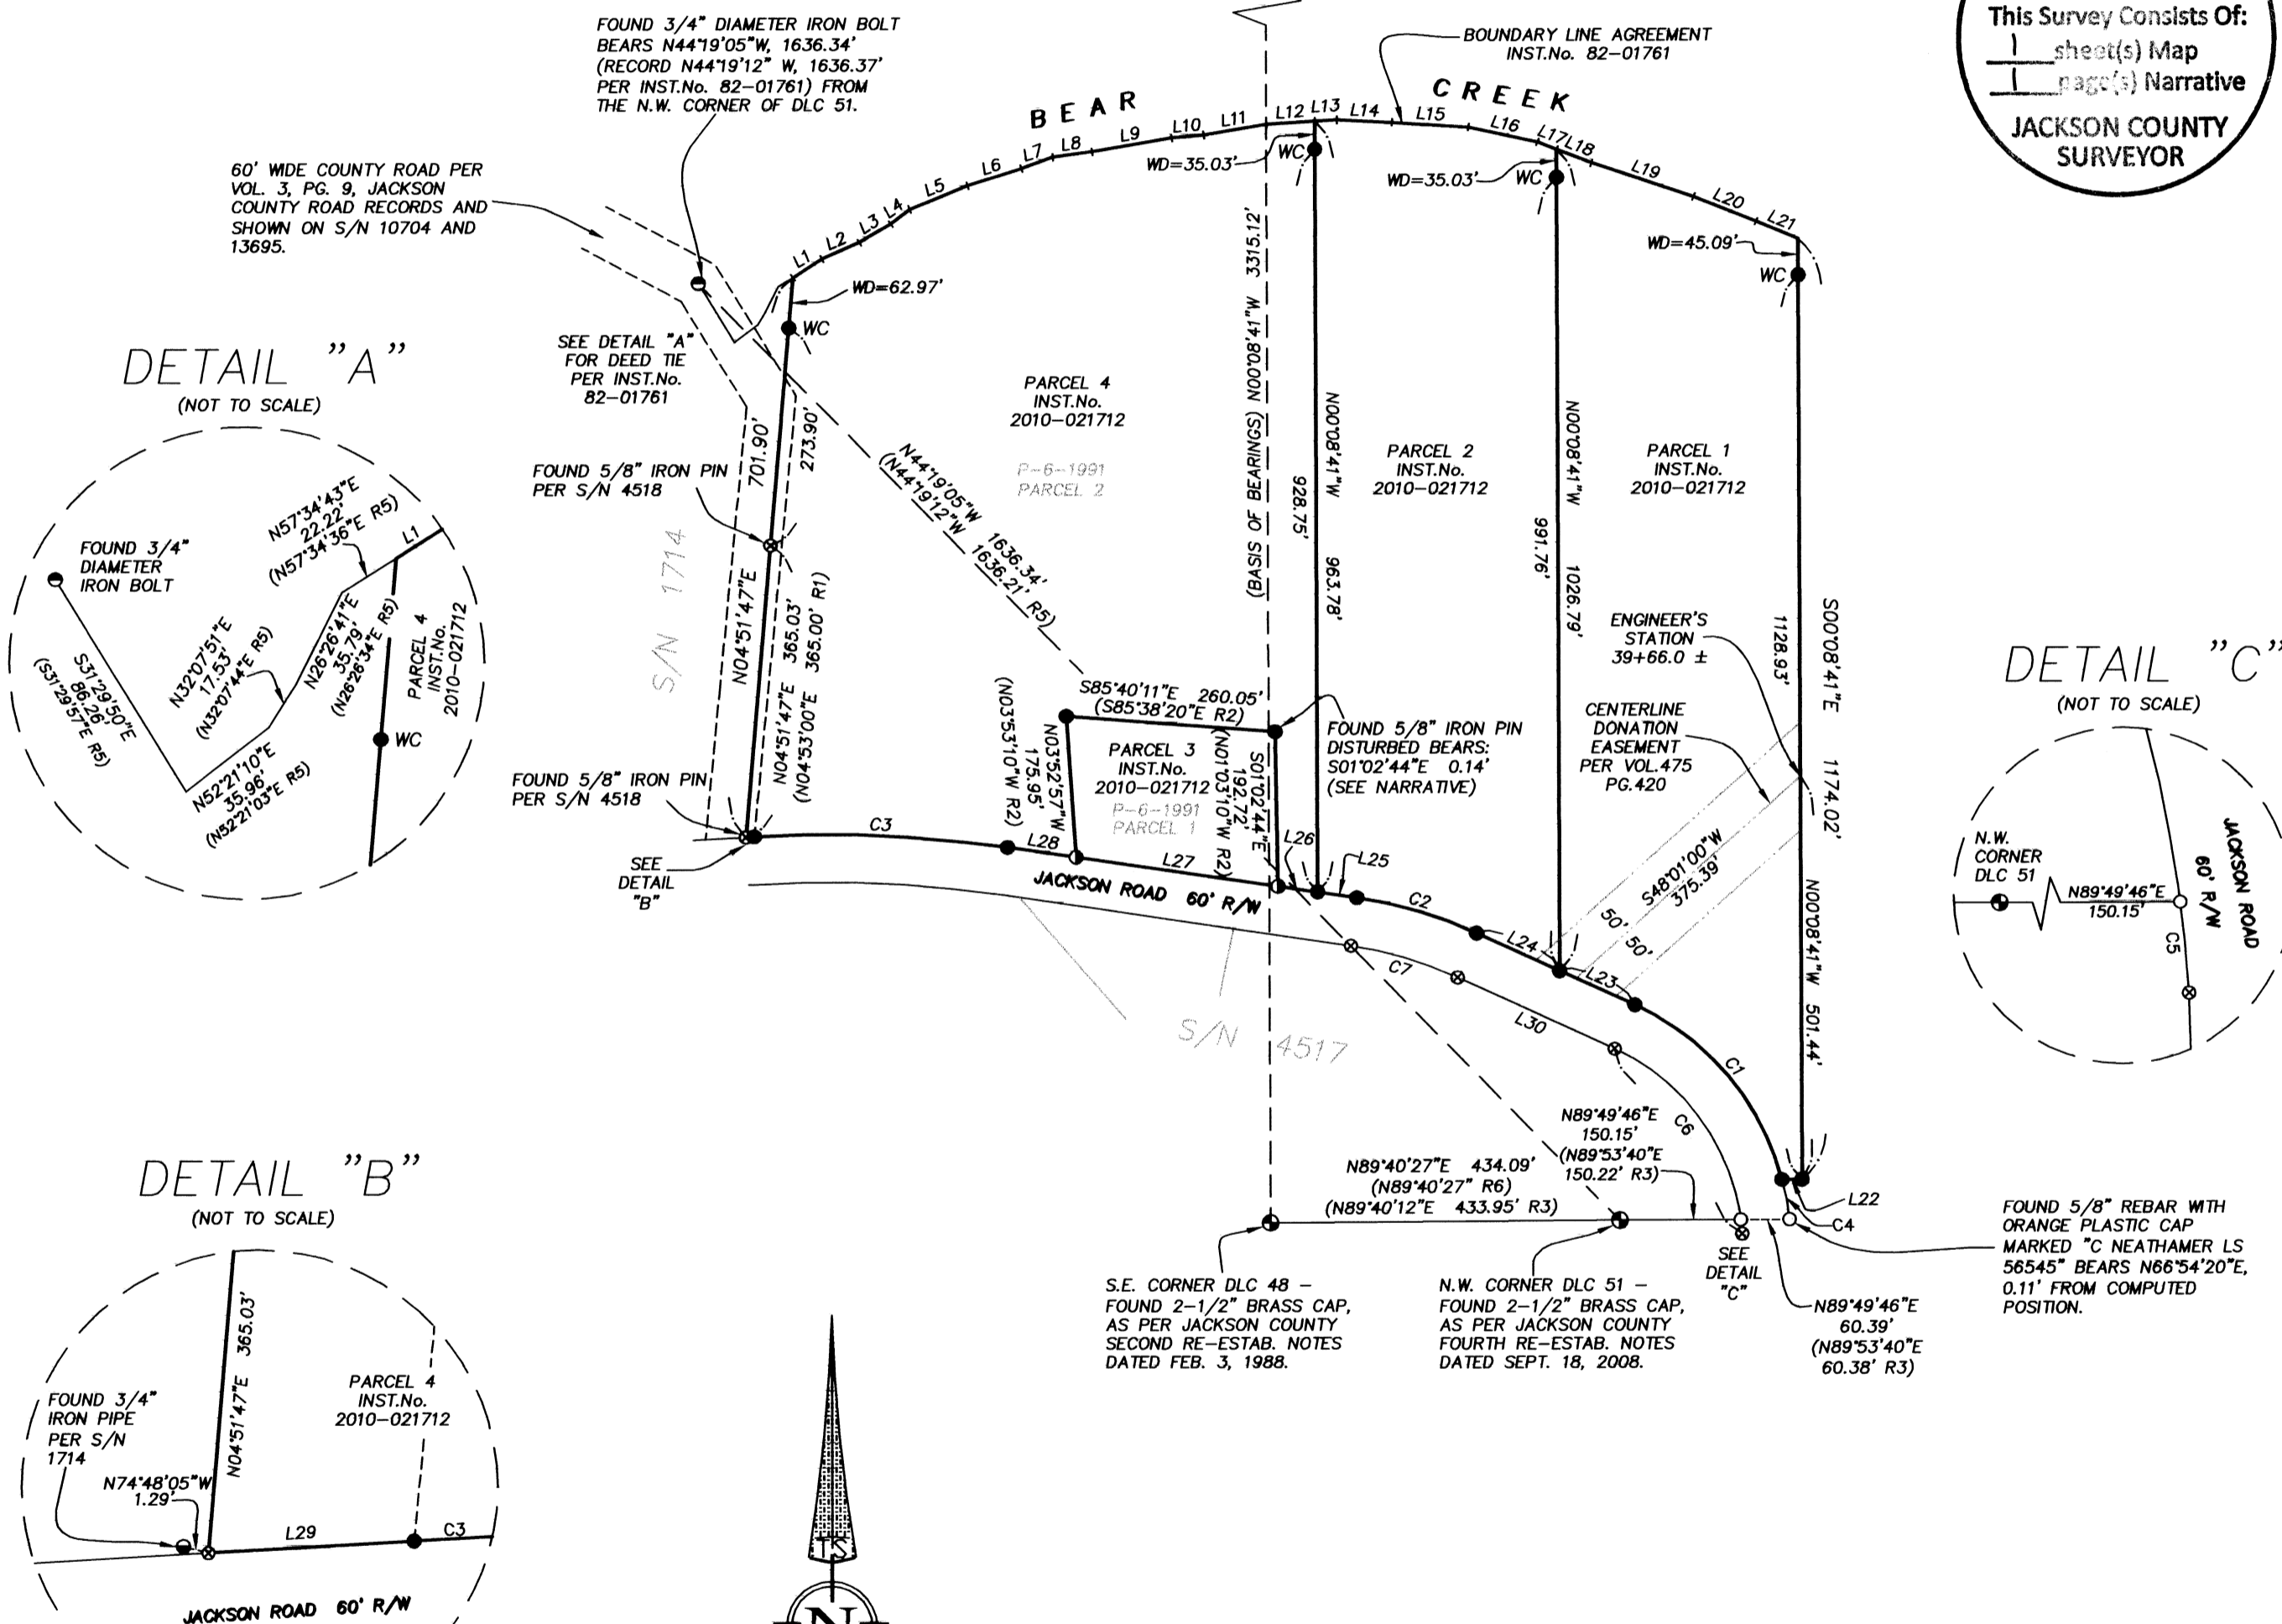 FOUND 3/4" DIAMETER IRON BOLT
BEARS N44°19'05"W, 1636.34'
(RECORD N44°19'12" W, 1636.37'
PER INST.No. 82-01761) FROM
THE N.W. CORNER OF DLC 51.
BOUNDARY LINE AGREEMENT
INST.No. 82-01761
This Survey Consists Of:
1 sheet(s) Map
1 page(s) Narrative
JACKSON COUNTY
SURVEYOR
60' WIDE COUNTY ROAD PER
VOL. 3, PG. 9, JACKSON
COUNTY ROAD RECORDS AND
SHOWN ON S/N 10704 AND
13695.
BEAR CREEK
L1
L2
L3
L4
L5
L6
L7
L8
L9
L10
L11
L12
L13
L14
L15
L16
L17
L18
L19
L20
L21
WD=62.97'
WC
WD=35.03'
WC
WD=35.03'
WC
WD=45.09'
WC
SEE DETAIL "A"
FOR DEED TIE
PER INST.No.
82-01761
DETAIL "A"
(NOT TO SCALE)
FOUND 3/4"
DIAMETER
IRON BOLT
N57°34'43"E
22.22'
(N57°34'36"E R5)
L1
N26°26'41"E
35.79'
(N26°26'34"E R5)
N32°07'51"E
17.53'
(N32°07'44"E R5)
S31°29'50"E
86.26'
(S31°29'57"E R5)
N52°21'10"E
35.96'
(N52°21'03"E R5)
PARCEL 4
INST.No.
2010-021712
WC
PARCEL 4
INST.No.
2010-021712
P-6-1991
PARCEL 2
FOUND 5/8" IRON PIN
PER S/N 4518
701.90'
273.90'
N04°51'47"E
N04°51'47"E 365.03'
(N04°53'00"E 365.00' R1)
S/N 1714
N44°19'05"W 1636.34'
(N44°19'12"W 1636.21' R5)
(BASIS OF BEARINGS) N00°08'41"W 3315.12'
N00°08'41"W 963.78'
928.75'
PARCEL 2
INST.No.
2010-021712
N00°08'41"W 1026.79'
991.76'
PARCEL 1
INST.No.
2010-021712
S00°08'41"E 1174.02'
1128.93'
N00°08'41"W 501.44'
ENGINEER'S
STATION
39+66.0 ±
CENTERLINE
DONATION
EASEMENT
PER VOL.475
PG.420
S48°01'00"W
375.39'
50' 50'
S85°40'11"E 260.05'
(S85°38'20"E R2)
(N03°53'10"W R2)
N03°52'57"W
175.95'
PARCEL 3
INST.No.
2010-021712
P-6-1991
PARCEL 1
S01°02'44"E
192.72'
(N01°03'10"W R2)
FOUND 5/8" IRON PIN
DISTURBED BEARS:
S01°02'44"E 0.14'
(SEE NARRATIVE)
FOUND 5/8" IRON PIN
PER S/N 4518
SEE
DETAIL
"B"
C3
L28
L27
L26
L25
C2
L24
L23
C1
L22
C4
JACKSON ROAD 60' R/W
C7
L30
C6
S/N 4517
DETAIL "C"
(NOT TO SCALE)
N.W.
CORNER
DLC 51
N89°49'46"E
150.15'
C5
JACKSON ROAD
60' R/W
N89°49'46"E
150.15'
(N89°53'40"E
150.22' R3)
N89°40'27"E 434.09'
(N89°40'27" R6)
(N89°40'12"E 433.95' R3)
SEE
DETAIL
"C"
N89°49'46"E
60.39'
(N89°53'40"E
60.38' R3)
FOUND 5/8" REBAR WITH
ORANGE PLASTIC CAP
MARKED "C NEATHAMER LS
56545" BEARS N66°54'20"E,
0.11' FROM COMPUTED
POSITION.
S.E. CORNER DLC 48 -
FOUND 2-1/2" BRASS CAP,
AS PER JACKSON COUNTY
SECOND RE-ESTAB. NOTES
DATED FEB. 3, 1988.
N.W. CORNER DLC 51 -
FOUND 2-1/2" BRASS CAP,
AS PER JACKSON COUNTY
FOURTH RE-ESTAB. NOTES
DATED SEPT. 18, 2008.
DETAIL "B"
(NOT TO SCALE)
N04°51'47"E 365.03'
PARCEL 4
INST.No.
2010-021712
FOUND 3/4"
IRON PIPE
PER S/N
1714
N74°48'05"W
1.29'
L29
C3
JACKSON ROAD 60' R/W
TS
N